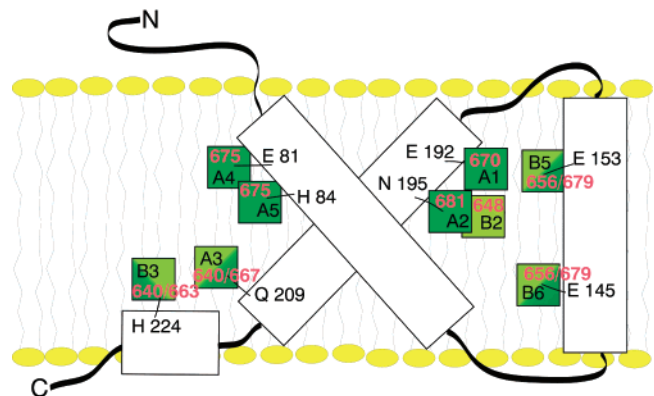 N
675
E 81
A4
675
H 84
A5
E 192
670
A1
N 195
681
648
A2
B2
B5
E 153
656/679
B3
A3
640/663
640/667
Q 209
H 224
656/679
B6
E 145
C